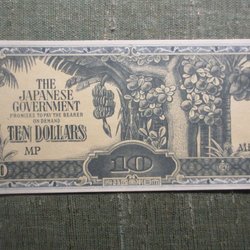 THE
JAPANESE
GOVERNMENT
PROMISES TO PAY THE BEARER
ON DEMAND
TEN DOLLARS
MP
10